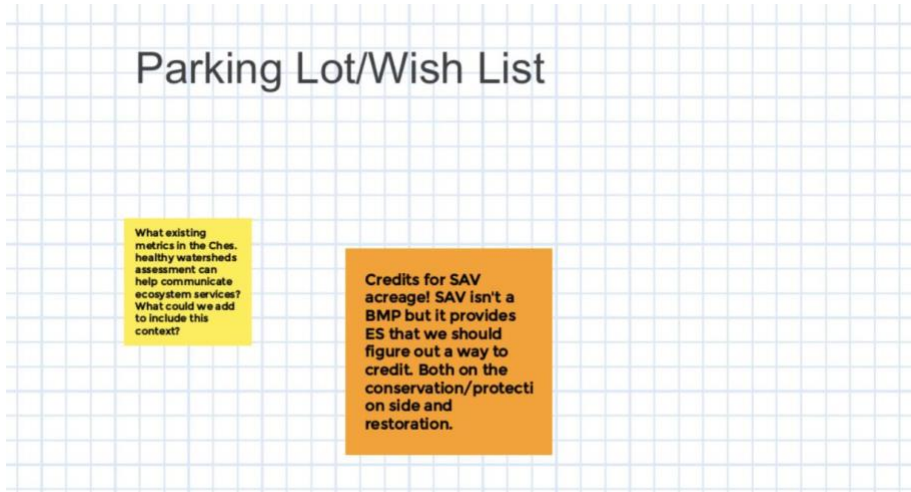 Parking Lot/Wish List
What existing
metrics in the Ches.
healthy watersheds
assessment can
help communicate
ecosystem services?
What could we add
to include this
context?
Credits for SAV
acreage! SAV isn't a
BMP but it provides
ES that we should
figure out a way to
credit. Both on the
conservation/protecti
on side and
restoration.